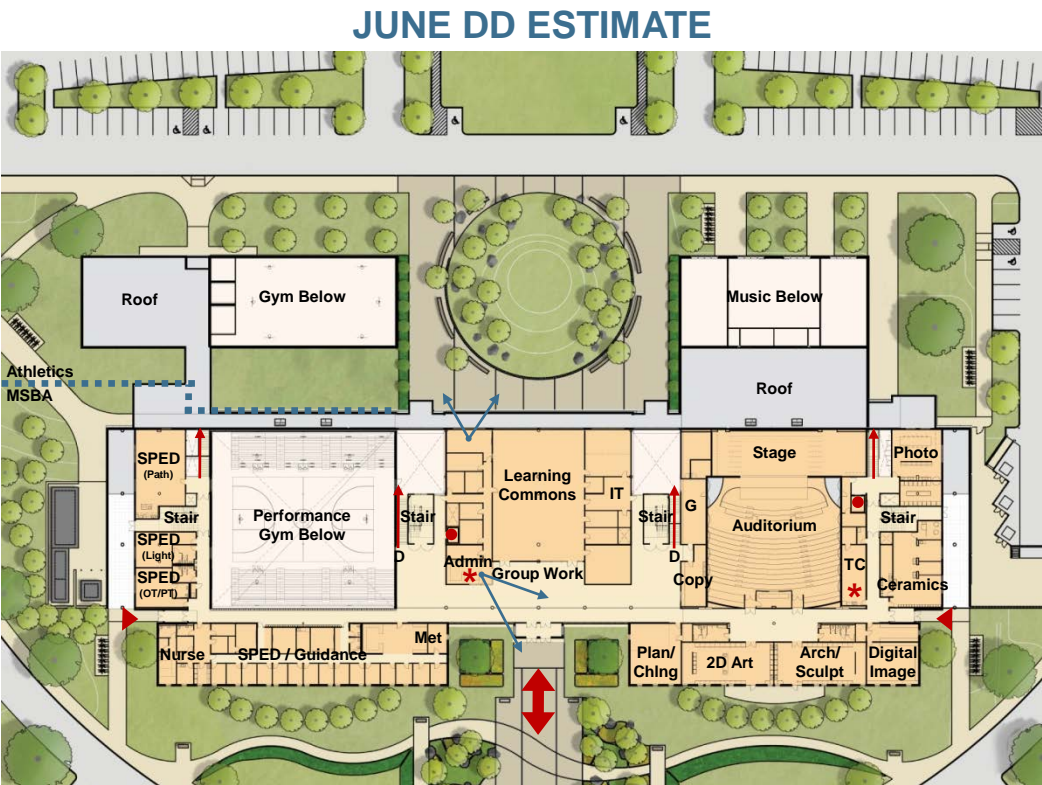 JUNE DD ESTIMATE
Roof
Gym Below
Music Below
Athletics
MSBA
Roof
SPED
(Path)
Stair
SPED
(Light)
SPED
(OT/PT)
Performance
Gym Below
Stair
D
Learning
Commons
IT
Admin
*
Group Work
Stair
D
G
Copy
Stage
Auditorium
TC
*
Photo
Stair
Ceramics
Nurse
SPED / Guidance
Met
Plan/
Chlng
2D Art
Arch/
Sculpt
Digital
Image